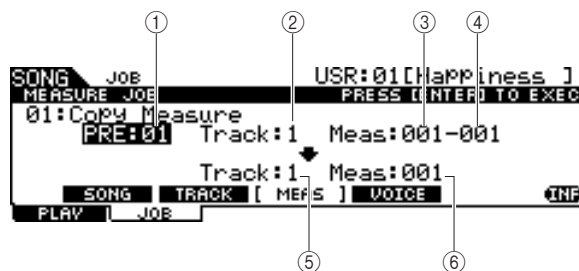 ① ② ③ ④
SONG JOB USR:01[Happiness ]
MEASURE JOB PRESS [ENTER] TO EXEC
01:Copy Measure
PRE:01 Track:1 Meas:001-001
Track:1 Meas:001
SONG TRACK [ MEAS ] VOICE INF
PLAY JOB
⑤ ⑥